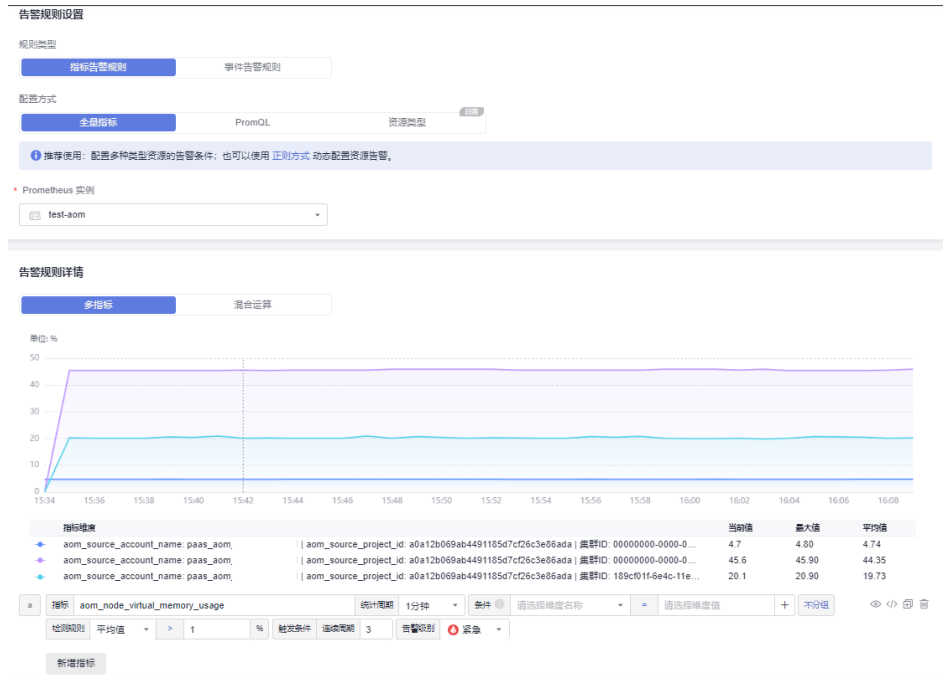 告警规则设置
规则类型
指标告警规则 事件告警规则
配置方式
全量指标 PromQL 资源类型 日落
推荐使用：配置多种类型资源的告警条件；也可以使用 正则方式 动态配置资源告警。
* Prometheus 实例
test-aom
告警规则详情
多指标 混合运算
单位: %
50
40
30
20
10
0
15:34 15:36 15:38 15:40 15:42 15:44 15:46 15:48 15:50 15:52 15:54 15:56 15:58 16:00 16:02 16:04 16:06 16:08
指标维度 当前值 最大值 平均值
aom_source_account_name: paas_aom_ | aom_source_project_id: a0a12b069ab4491185d7cf26c3e86ada | 集群ID: 00000000-0000-0... 4.7 4.80 4.74
aom_source_account_name: paas_aom_ | aom_source_project_id: a0a12b069ab4491185d7cf26c3e86ada | 集群ID: 00000000-0000-0... 45.6 45.90 44.35
aom_source_account_name: paas_aom_ | aom_source_project_id: a0a12b069ab4491185d7cf26c3e86ada | 集群ID: 189cf01f-6e4c-11e... 20.1 20.90 19.73
a 指标 aom_node_virtual_memory_usage 统计周期 1分钟 条件 请选择维度名称 = 请选择维度值 + 不分组
检测规则 平均值 > 1 % 触发条件 连续周期 3 告警级别 紧急
新增指标